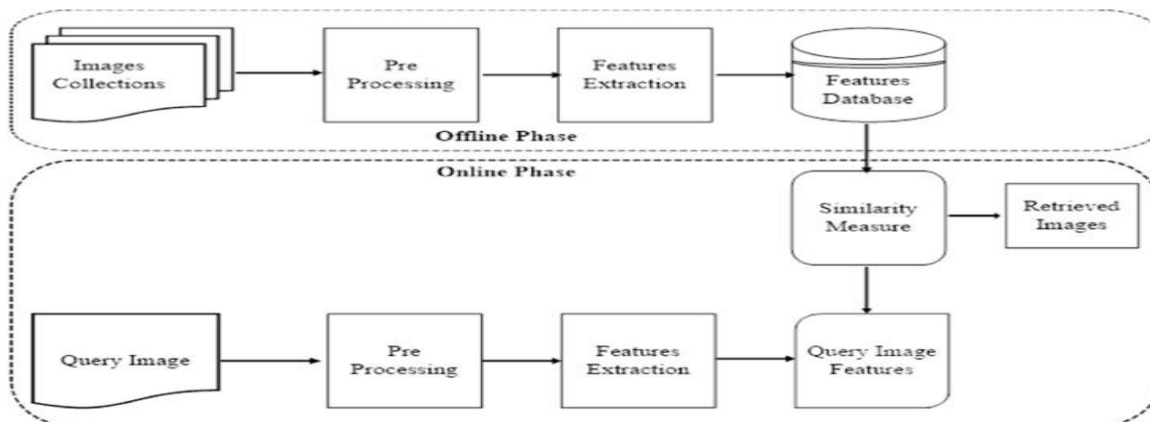 Images
Collections
Pre
Processing
Features
Extraction
Features
Database
Offline Phase
Online Phase
Similarity
Measure
Retrieved
Images
Query Image
Pre
Processing
Features
Extraction
Query Image
Features